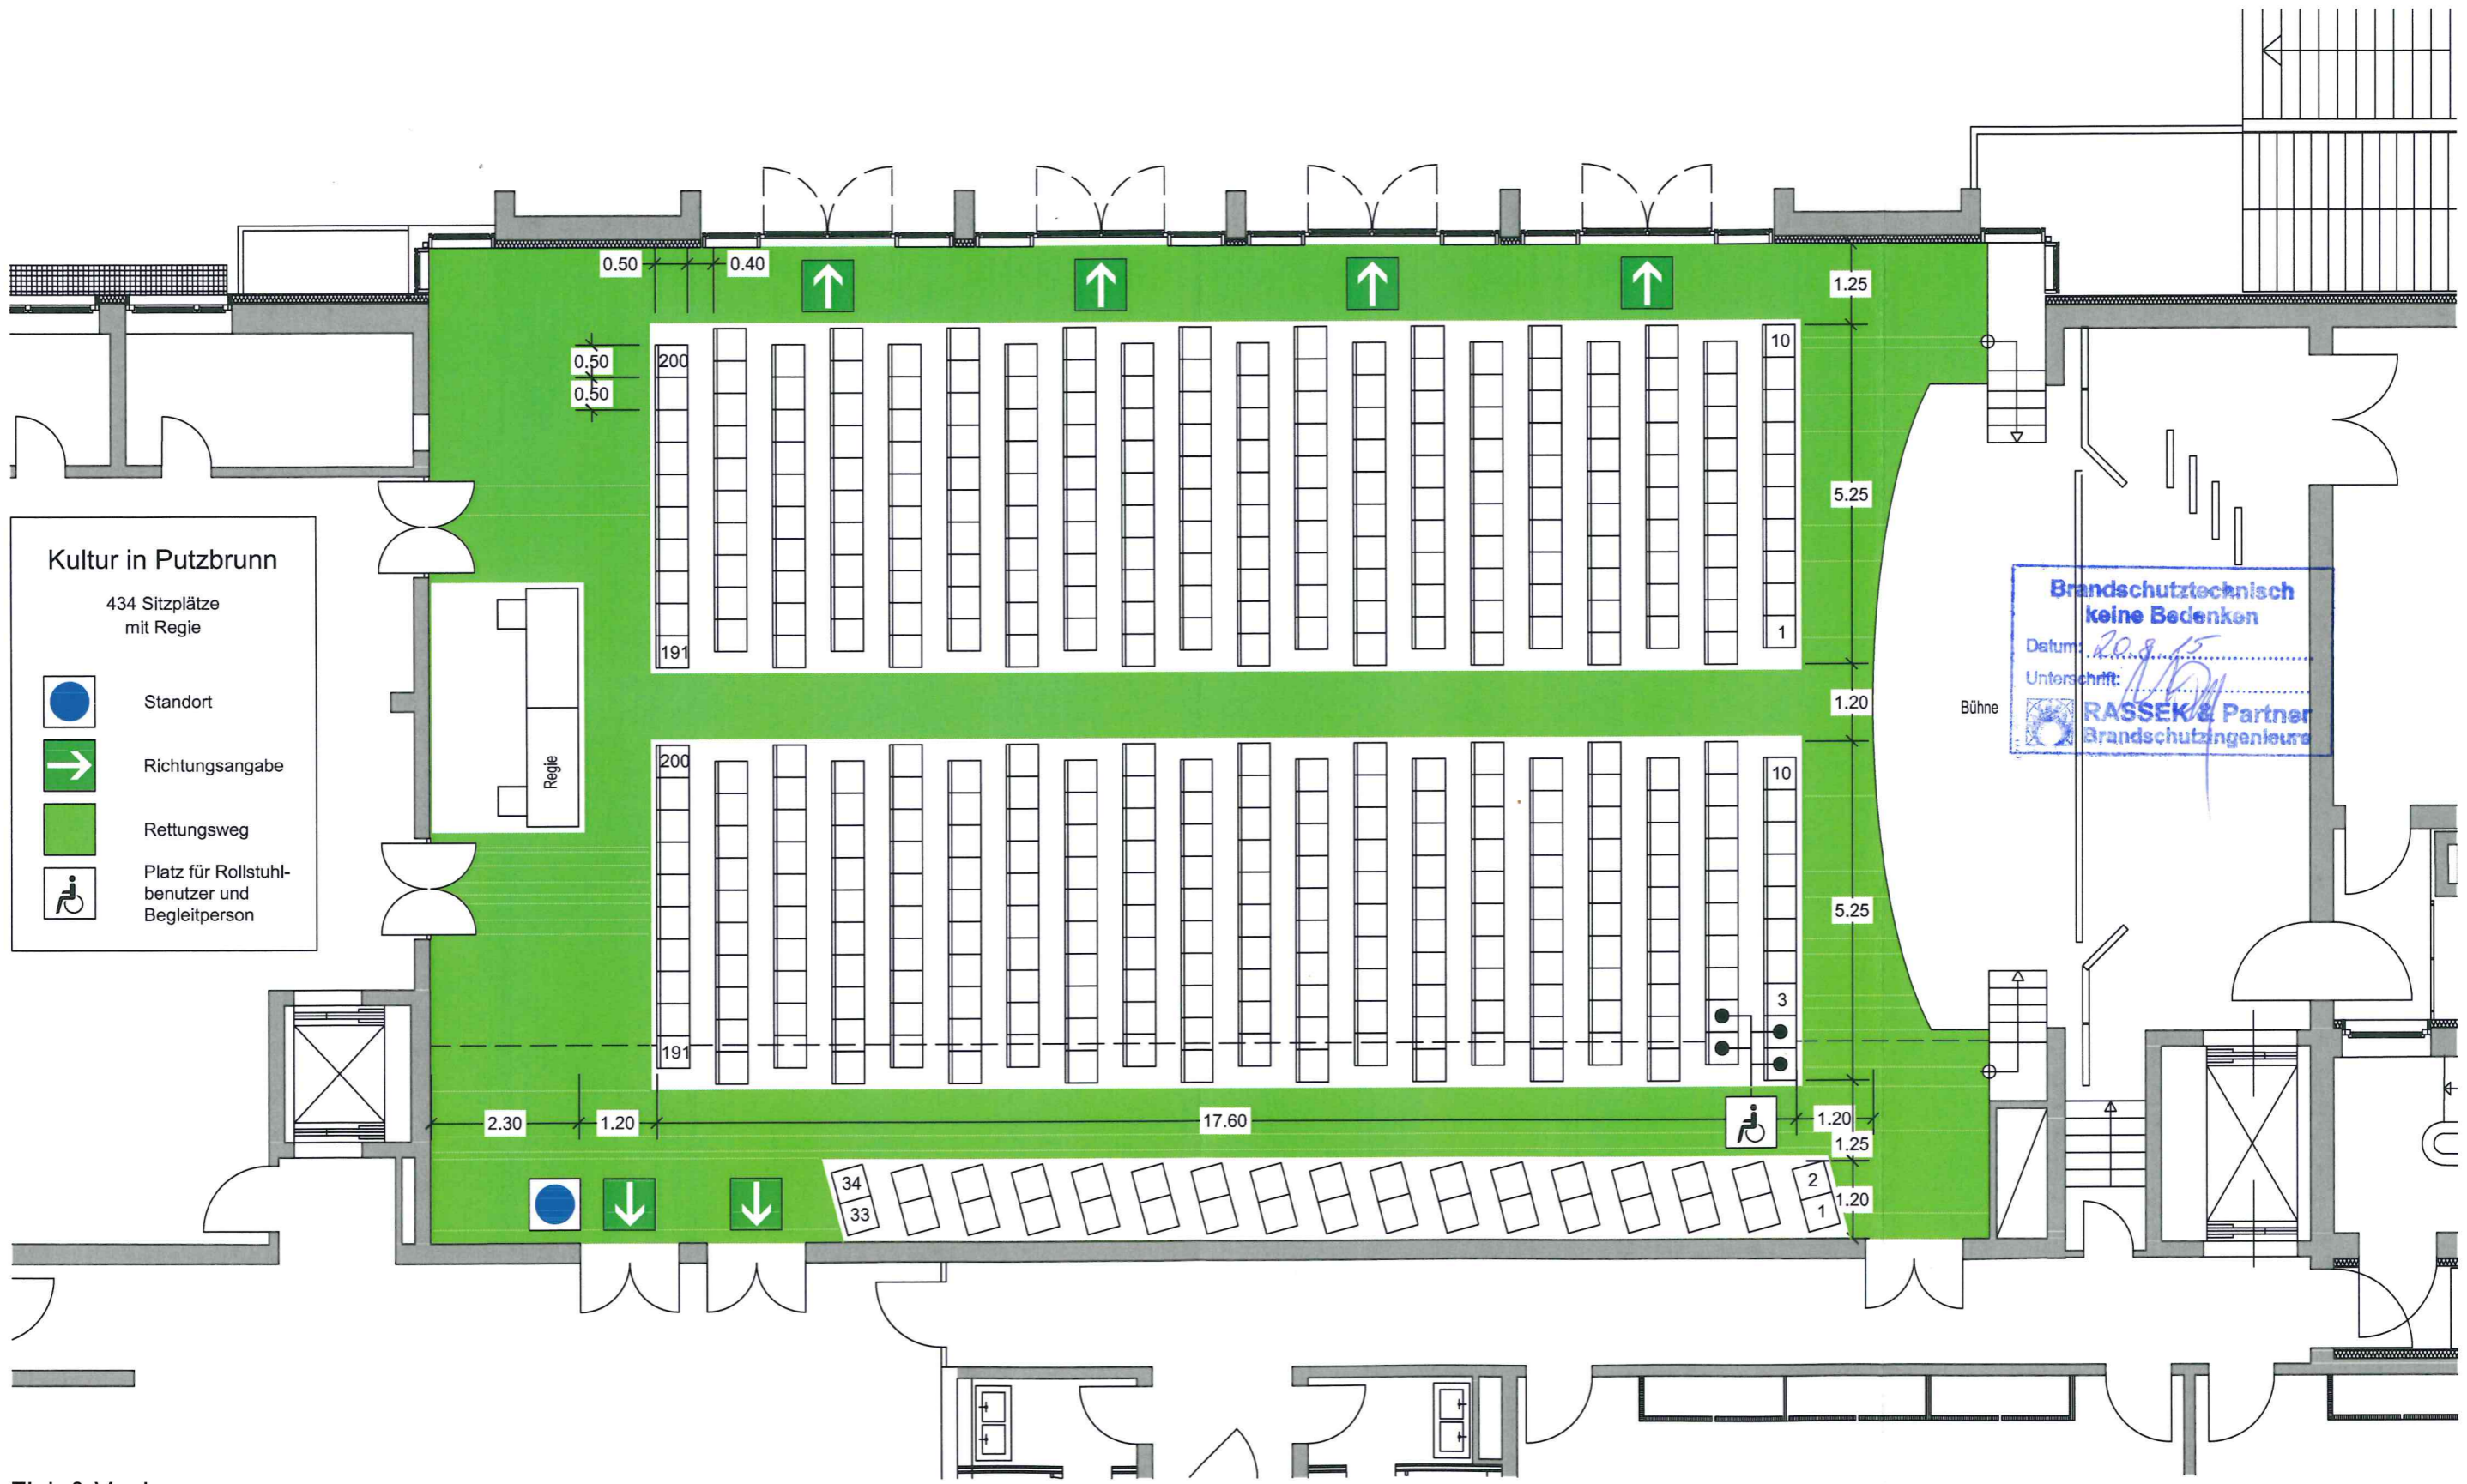 0.50
0.40
1.25
0.50
0.50
200
10
191
1
5.25
Kultur in Putzbrunn
434 Sitzplätze
mit Regie
Standort
Richtungsangabe
Rettungsweg
Platz für Rollstuhl-
benutzer und
Begleitperson
Regie
1.20
Bühne
Brandschutztechnisch
keine Bedenken
Datum: 20.8.15
Unterschrift:
RASSEK & Partner
Brandschutzingenieure
200
10
5.25
3
191
2.30
1.20
17.60
1.20
1.25
34
33
2
1
1.20